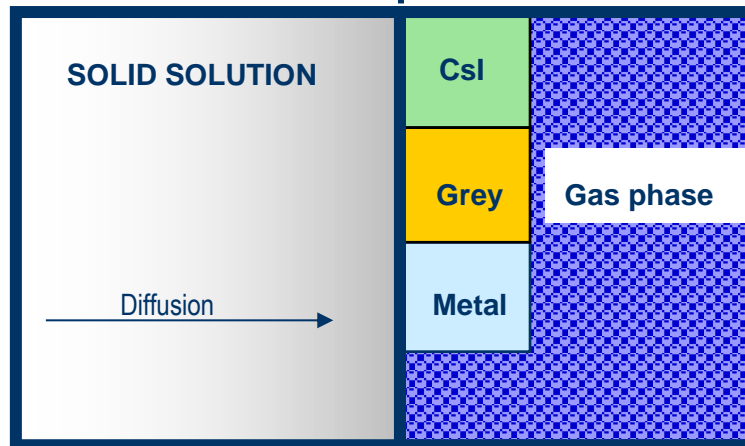 SOLID SOLUTION
CsI
Grey
Gas phase
Diffusion
Metal